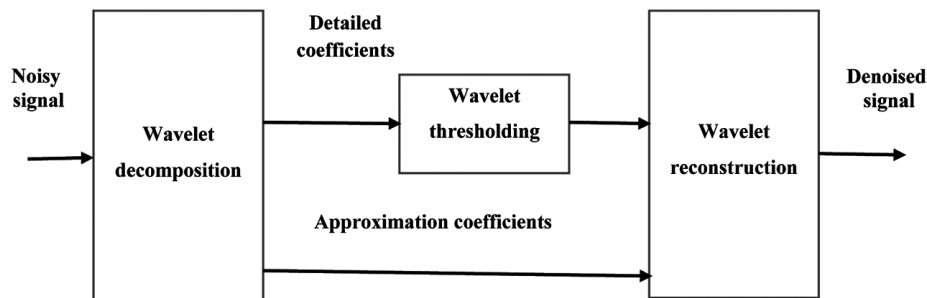 Detailed
coefficients
Noisy
signal
Wavelet
decomposition
Wavelet
thresholding
Wavelet
reconstruction
Denoised
signal
Approximation coefficients